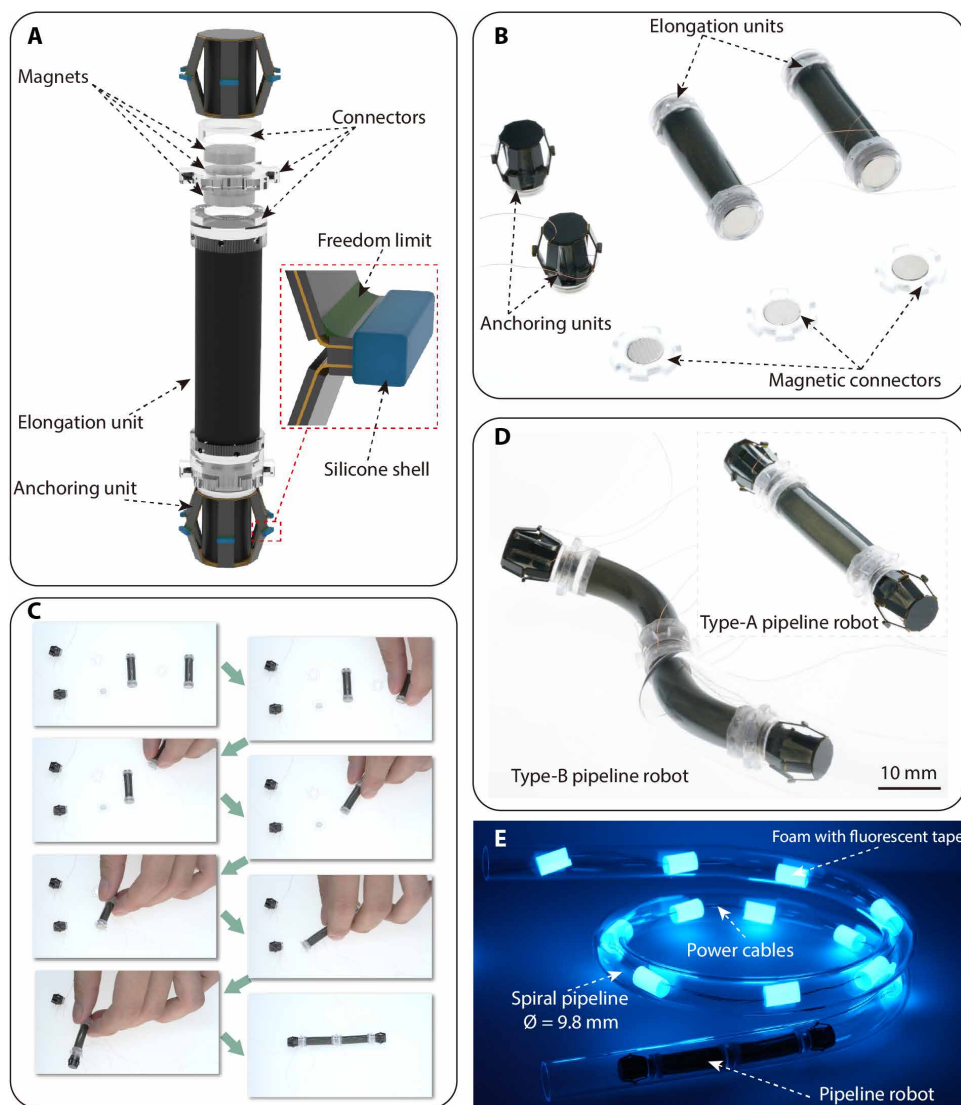 A
Magnets
Connectors
Freedom limit
Elongation unit
Silicone shell
Anchoring unit
B
Elongation units
Anchoring units
Magnetic connectors
C
D
Type-A pipeline robot
Type-B pipeline robot
10 mm
E
Foam with fluorescent tape
Power cables
Spiral pipeline
Ø = 9.8 mm
Pipeline robot